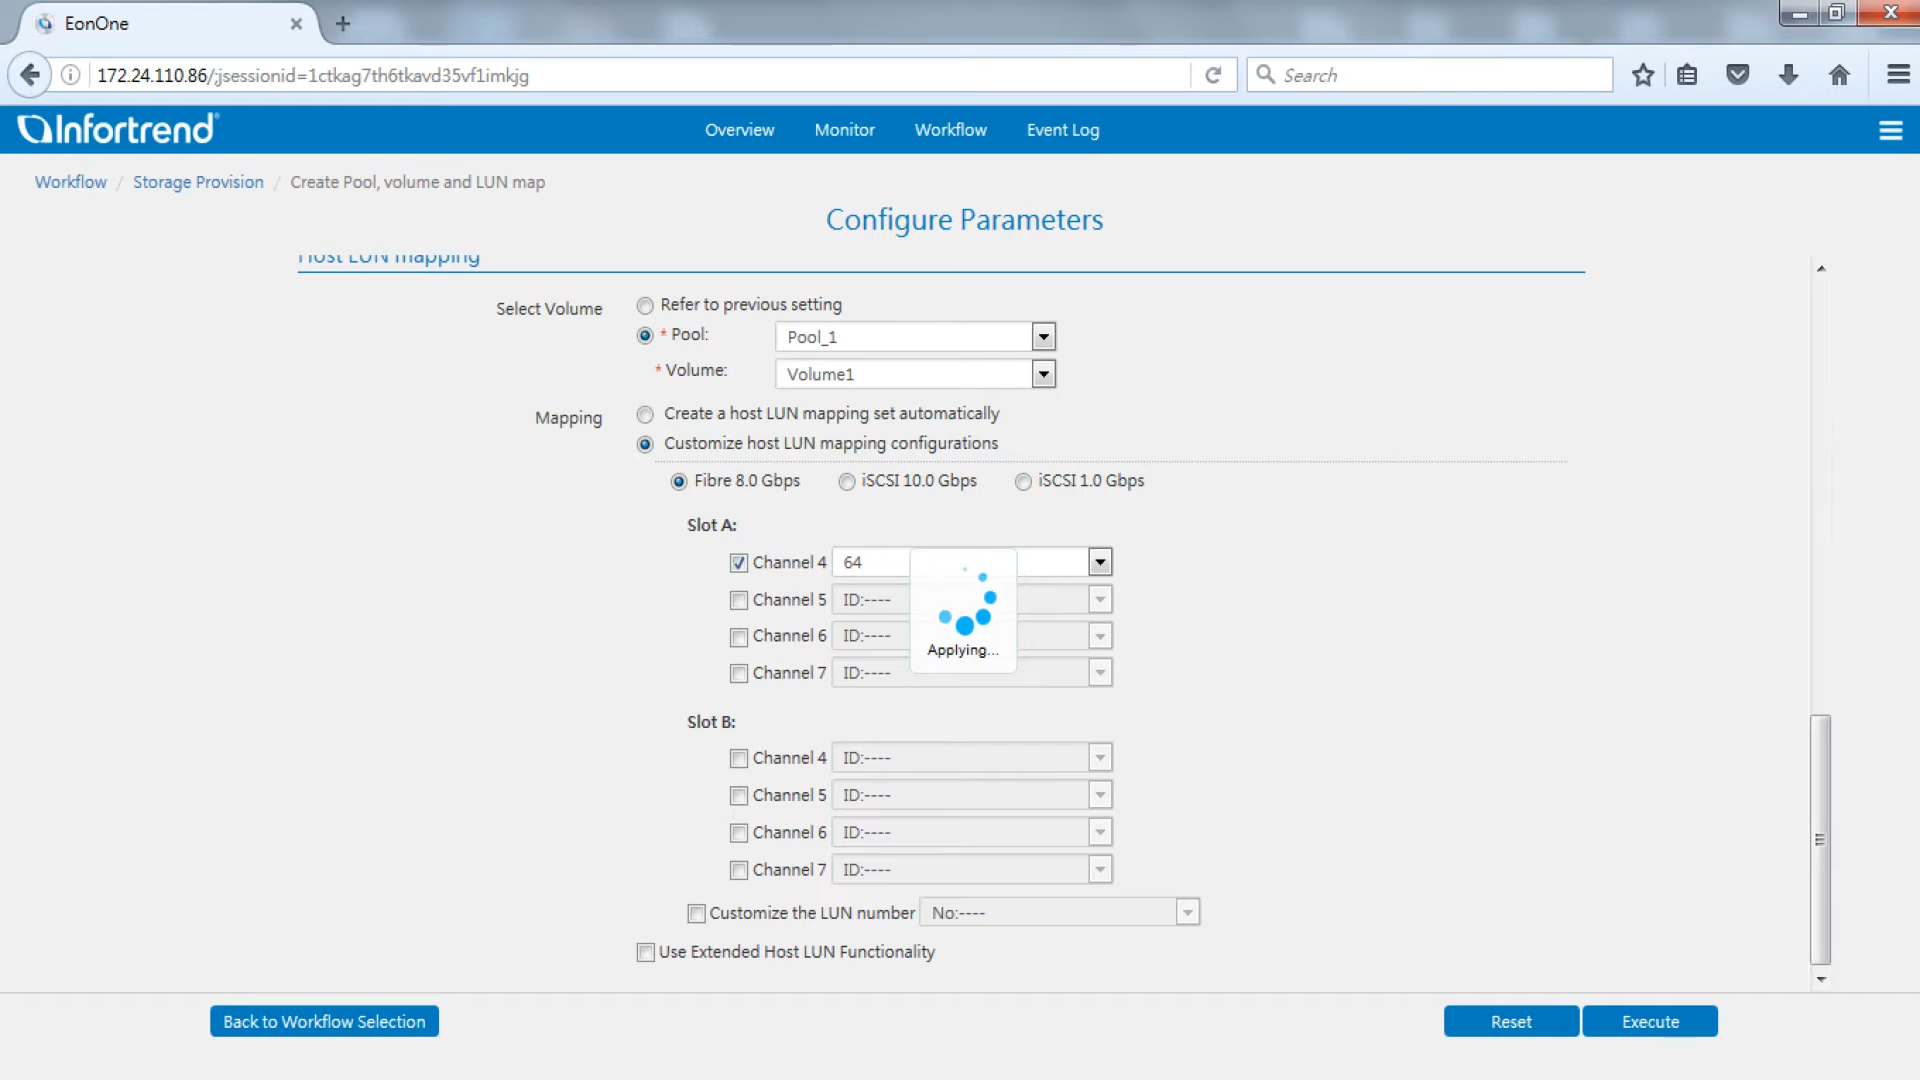 EonOne
172.24.110.86/;jsessionid=1ctkag7th6tkavd35vf1imkjg
Search
Infortrend
Overview Monitor Workflow Event Log
Workflow / Storage Provision / Create Pool, volume and LUN map
Configure Parameters
Host LUN mapping
Select Volume
Refer to previous setting
* Pool: Pool_1
* Volume: Volume1
Mapping
Create a host LUN mapping set automatically
Customize host LUN mapping configurations
Fibre 8.0 Gbps iSCSI 10.0 Gbps iSCSI 1.0 Gbps
Slot A:
Channel 4 64
Channel 5 ID:----
Channel 6 ID:----
Applying...
Channel 7 ID:----
Slot B:
Channel 4 ID:----
Channel 5 ID:----
Channel 6 ID:----
Channel 7 ID:----
Customize the LUN number No:----
Use Extended Host LUN Functionality
Back to Workflow Selection Reset Execute